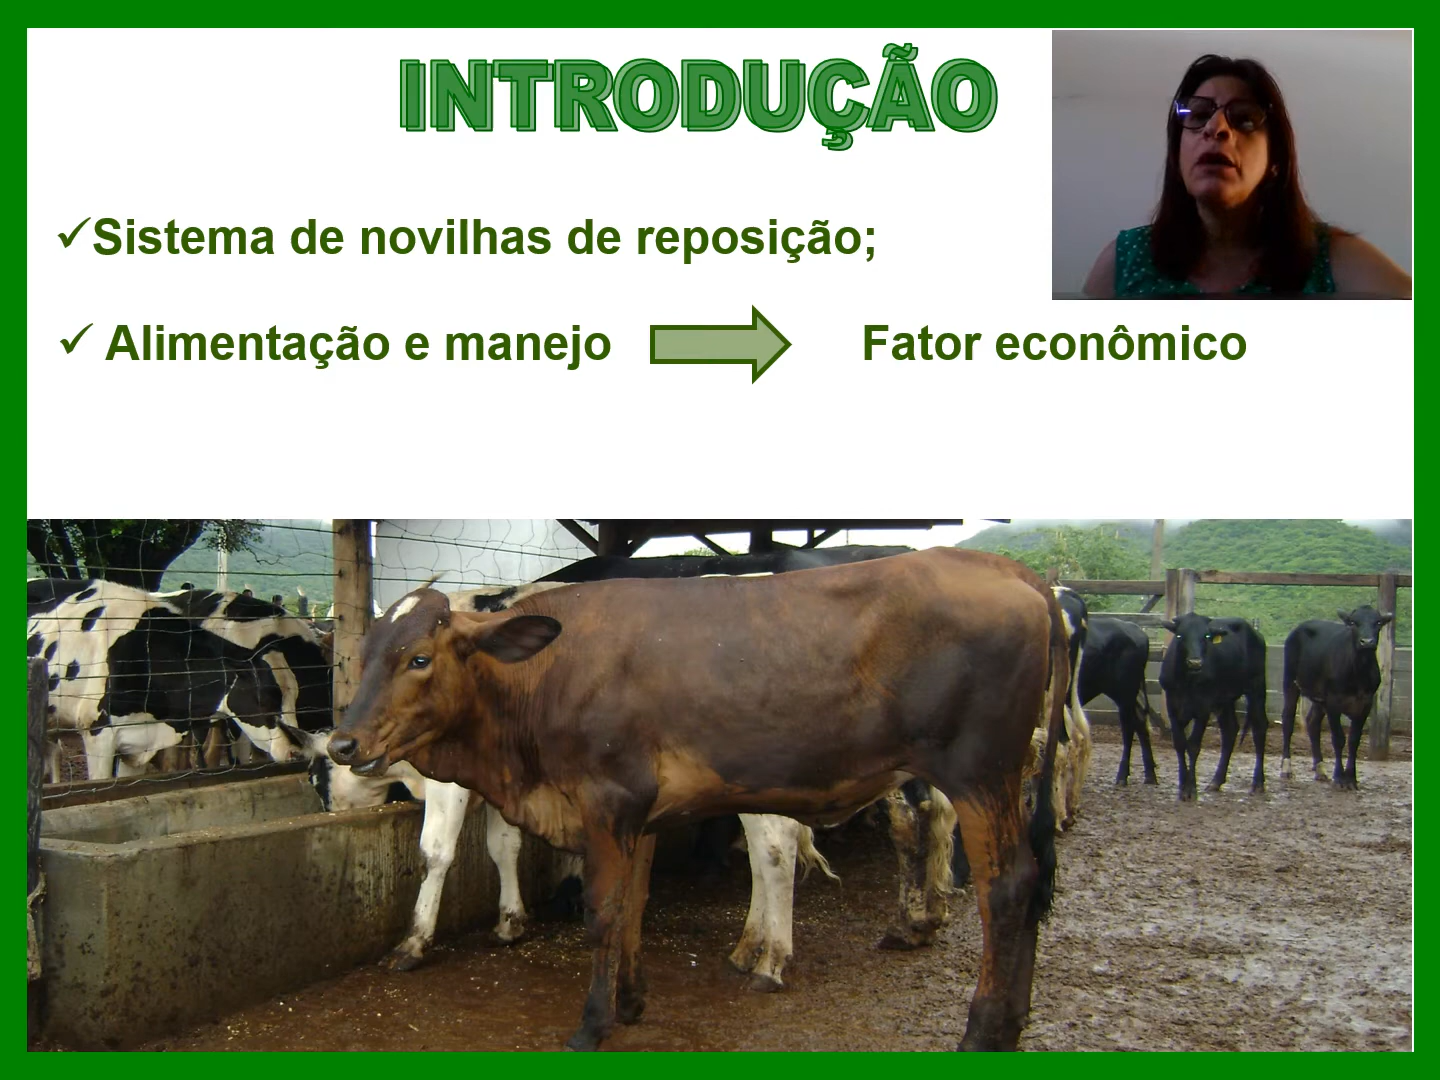 INTRODUÇÃO
✓Sistema de novilhas de reposição;
✓ Alimentação e manejo Fator econômico